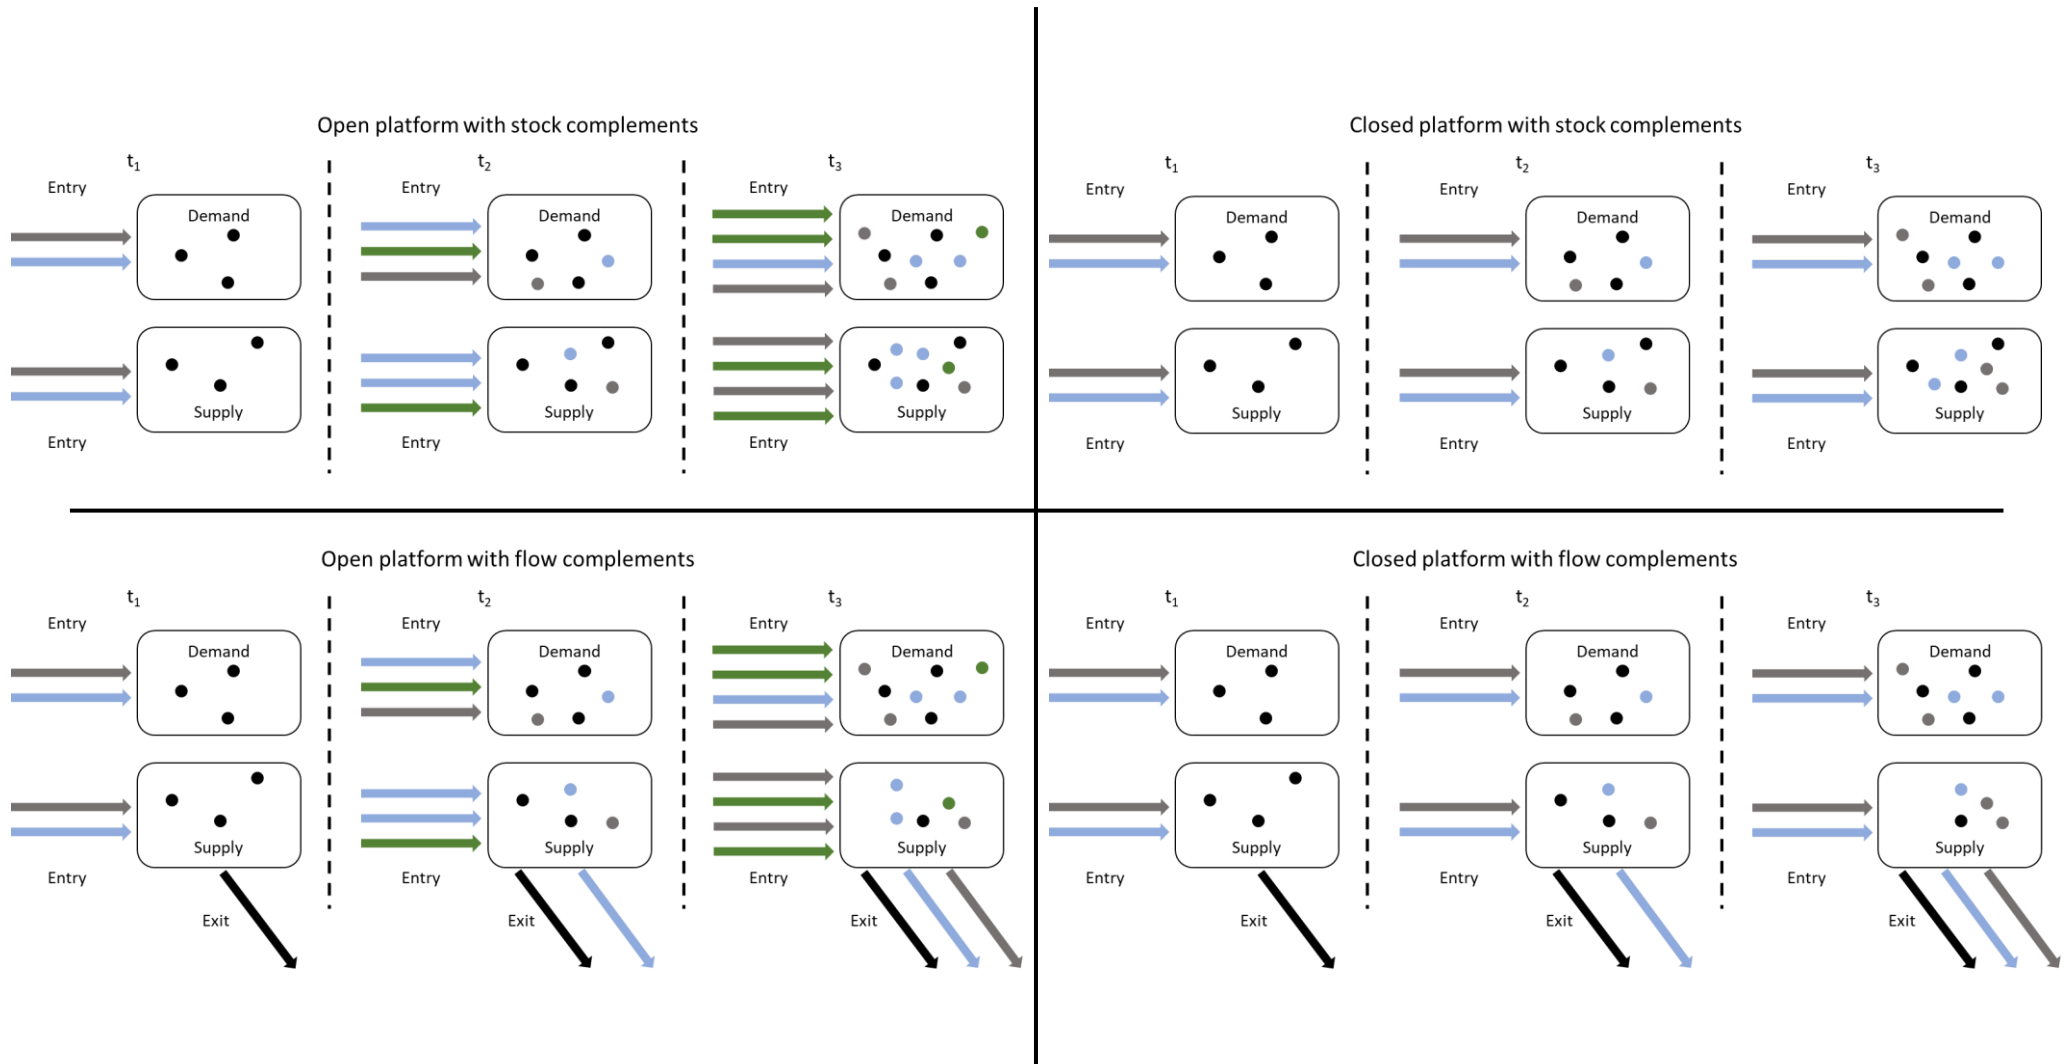 Open platform with stock complements
t1 t2 t3
Entry Entry Entry
Demand Demand Demand
Supply Supply Supply
Entry Entry Entry
Closed platform with stock complements
t1 t2 t3
Entry Entry Entry
Demand Demand Demand
Supply Supply Supply
Entry Entry Entry
Open platform with flow complements
t1 t2 t3
Entry Entry Entry
Demand Demand Demand
Supply Supply Supply
Entry Entry Entry
Exit Exit Exit
Closed platform with flow complements
t1 t2 t3
Entry Entry Entry
Demand Demand Demand
Supply Supply Supply
Entry Entry Entry
Exit Exit Exit